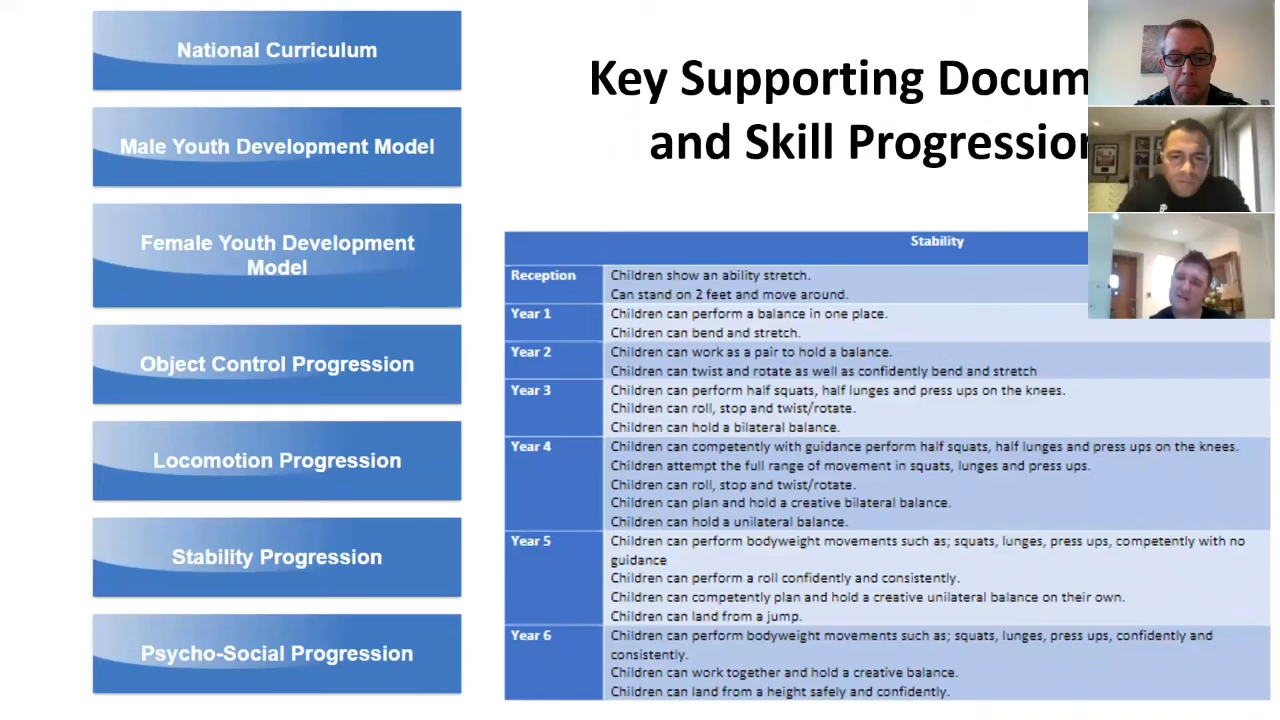 National Curriculum
Male Youth Development Model
Female Youth Development
Model
Object Control Progression
Locomotion Progression
Stability Progression
Psycho-Social Progression
Key Supporting Docum
and Skill Progression
Stability
Reception
Children show an ability stretch.
Can stand on 2 feet and move around.
Year 1
Children can perform a balance in one place.
Children can bend and stretch.
Year 2
Children can work as a pair to hold a balance.
Children can twist and rotate as well as confidently bend and stretch
Year 3
Children can perform half squats, half lunges and press ups on the knees.
Children can roll, stop and twist/rotate.
Children can hold a bilateral balance.
Year 4
Children can competently with guidance perform half squats, half lunges and press ups on the knees.
Children attempt the full range of movement in squats, lunges and press ups.
Children can roll, stop and twist/rotate.
Children can plan and hold a creative bilateral balance.
Children can hold a unilateral balance.
Year 5
Children can perform bodyweight movements such as; squats, lunges, press ups, competently with no
guidance
Children can perform a roll confidently and consistently.
Children can competently plan and hold a creative unilateral balance on their own.
Children can land from a jump.
Year 6
Children can perform bodyweight movements such as; squats, lunges, press ups, confidently and
consistently.
Children can work together and hold a creative balance.
Children can land from a height safely and confidently.